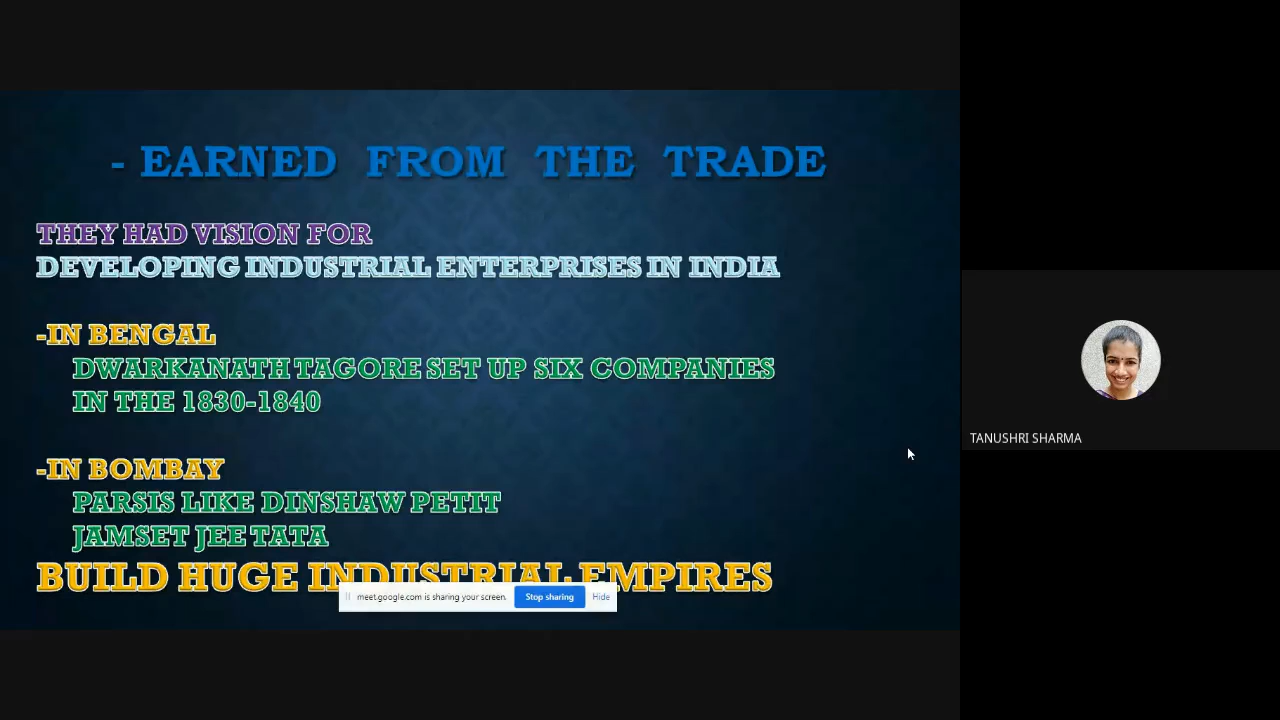 - EARNED FROM THE TRADE
THEY HAD VISION FOR
DEVELOPING INDUSTRIAL ENTERPRISES IN INDIA
-IN BENGAL
DWARKANATH TAGORE SET UP SIX COMPANIES
IN THE 1830-1840
-IN BOMBAY
PARSIS LIKE DINSHAW PETIT
JAMSET JEE TATA
BUILD HUGE INDUSTRIAL EMPIRES
meet.google.com is sharing your screen. Stop sharing Hide
TANUSHRI SHARMA